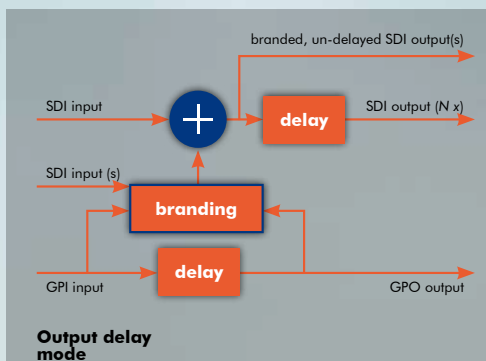 branded, un-delayed SDI output(s)
SDI input
+
delay
SDI output (N x)
SDI input (s)
branding
delay
GPI input
GPO output
Output delay
mode